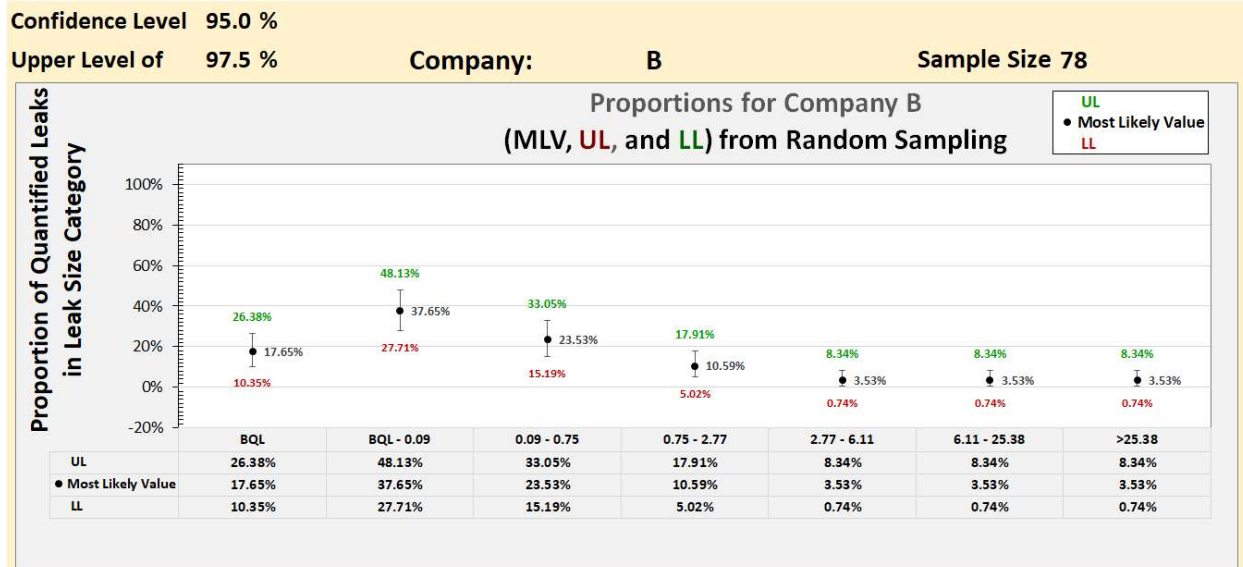 Confidence Level 95.0 %
Upper Level of 97.5 % Company: B Sample Size 78
Proportions for Company B
(MLV, UL, and LL) from Random Sampling
UL
• Most Likely Value
LL
Proportion of Quantified Leaks
in Leak Size Category
100%
80%
60%
40%
20%
0%
-20%
26.38%
17.65%
10.35%
48.13%
37.65%
27.71%
33.05%
23.53%
15.19%
17.91%
10.59%
5.02%
8.34%
3.53%
0.74%
8.34%
3.53%
0.74%
8.34%
3.53%
0.74%
BQL BQL - 0.09 0.09 - 0.75 0.75 - 2.77 2.77 - 6.11 6.11 - 25.38 >25.38
UL 26.38% 48.13% 33.05% 17.91% 8.34% 8.34% 8.34%
• Most Likely Value 17.65% 37.65% 23.53% 10.59% 3.53% 3.53% 3.53%
LL 10.35% 27.71% 15.19% 5.02% 0.74% 0.74% 0.74%